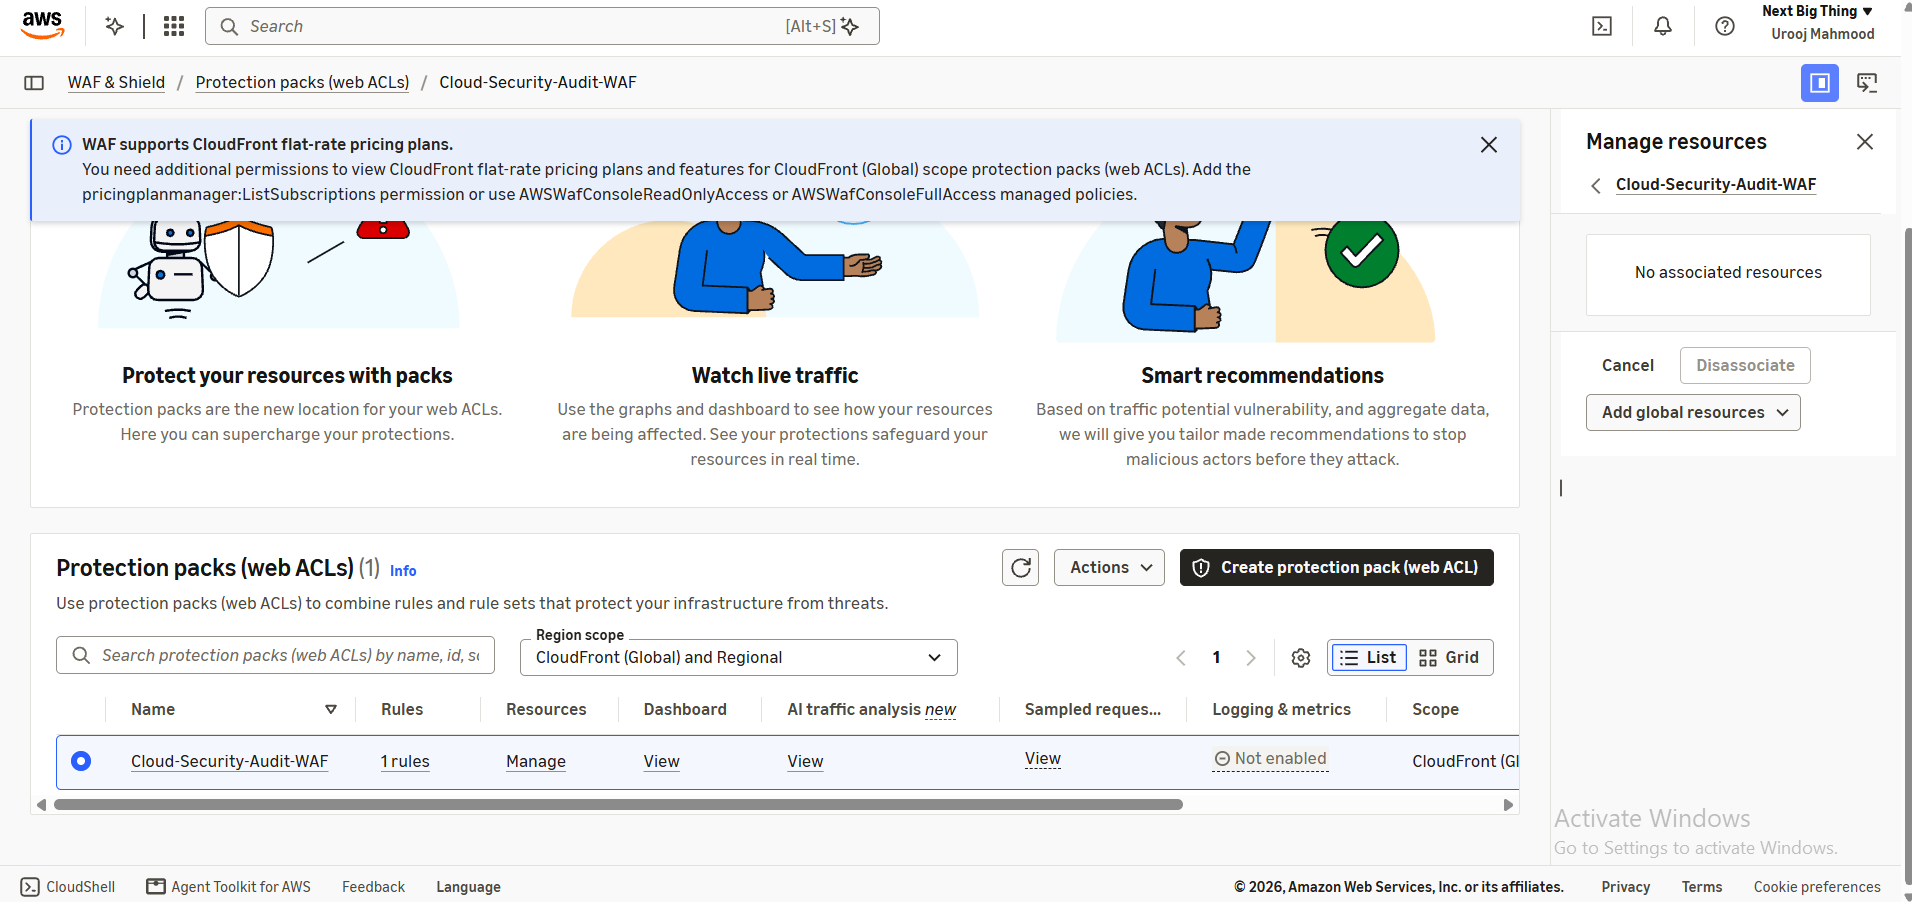 aws
Search
[Alt+S]
Next Big Thing
Urooj Mahmood
WAF & Shield / Protection packs (web ACLs) / Cloud-Security-Audit-WAF
WAF supports CloudFront flat-rate pricing plans.
You need additional permissions to view CloudFront flat-rate pricing plans and features for CloudFront (Global) scope protection packs (web ACLs). Add the
pricingplanmanager:ListSubscriptions permission or use AWSWafConsoleReadOnlyAccess or AWSWafConsoleFullAccess managed policies.
Protect your resources with packs
Protection packs are the new location for your web ACLs.
Here you can supercharge your protections.
Watch live traffic
Use the graphs and dashboard to see how your resources
are being affected. See your protections safeguard your
resources in real time.
Smart recommendations
Based on traffic potential vulnerability, and aggregate data,
we will give you tailor made recommendations to stop
malicious actors before they attack.
Protection packs (web ACLs) (1) Info
Actions
Create protection pack (web ACL)
Use protection packs (web ACLs) to combine rules and rule sets that protect your infrastructure from threats.
Search protection packs (web ACLs) by name, id, sc
Region scope
CloudFront (Global) and Regional
1
List
Grid
Name Rules Resources Dashboard AI traffic analysis new Sampled reques... Logging & metrics Scope
Cloud-Security-Audit-WAF 1 rules Manage View View View Not enabled CloudFront (Gl
Manage resources
Cloud-Security-Audit-WAF
No associated resources
Cancel
Disassociate
Add global resources
Activate Windows
Go to Settings to activate Windows.
CloudShell Agent Toolkit for AWS Feedback Language © 2026, Amazon Web Services, Inc. or its affiliates. Privacy Terms Cookie preferences